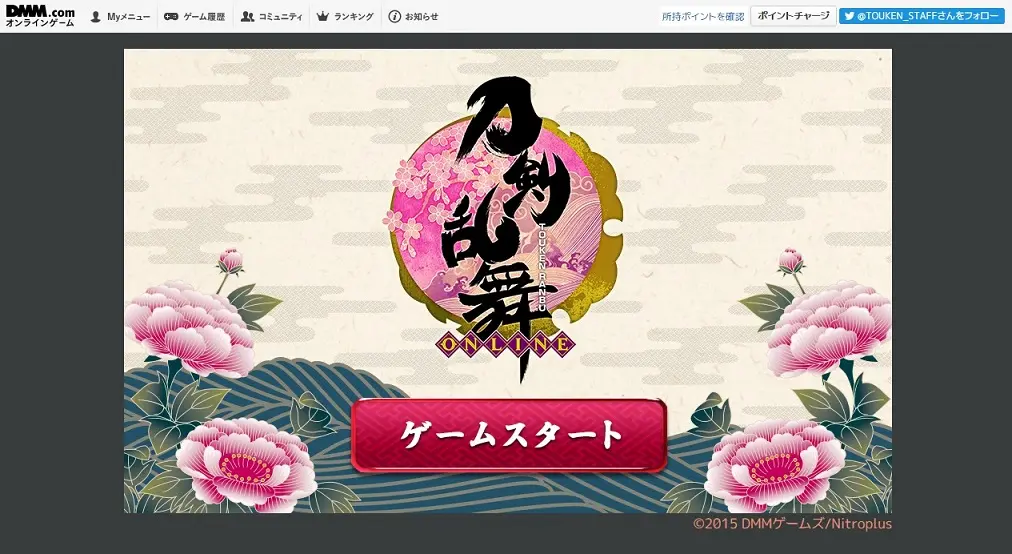 DMM.com
オンラインゲーム
Myメニュー
ゲーム履歴
コミュニティ
ランキング
お知らせ
所持ポイントを確認
ポイントチャージ
@TOUKEN_STAFFさんをフォロー
刀剣乱舞
TOUKEN RANBU
ONLINE
ゲームスタート
©2015 DMMゲームズ/Nitroplus